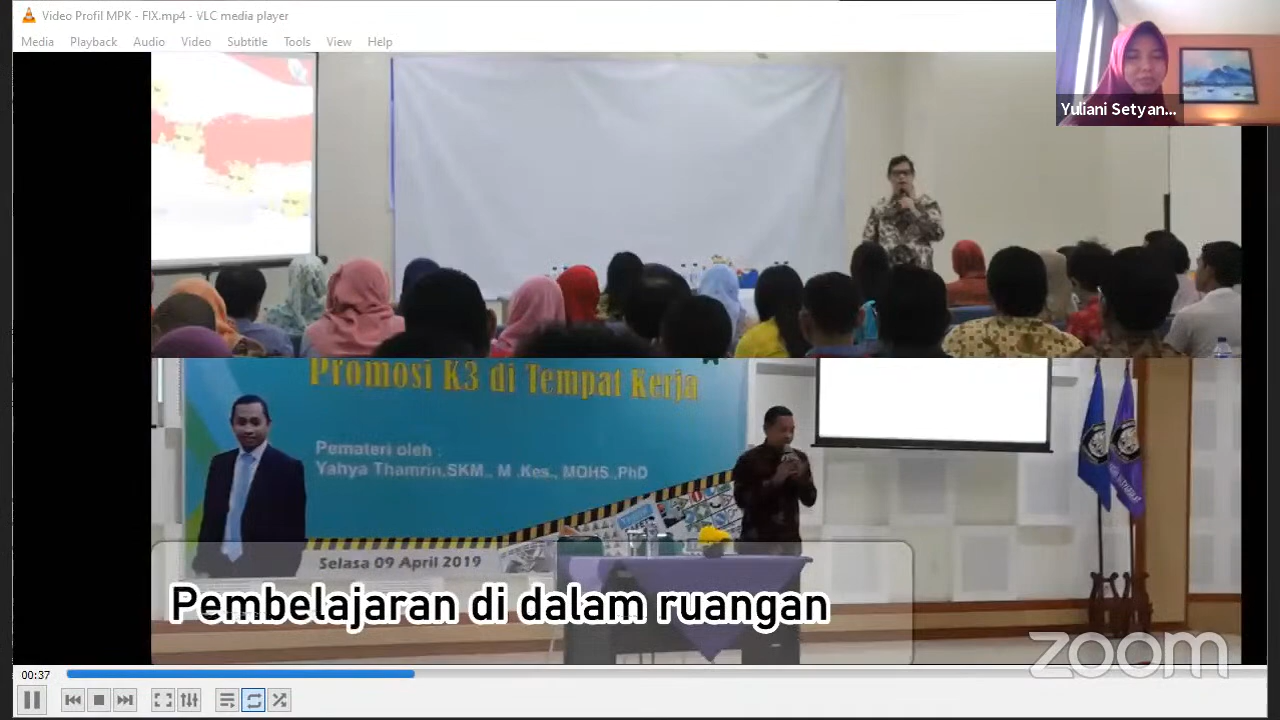 Video Profil MPK - FIX.mp4 - VLC media player
Media Playback Audio Video Subtitle Tools View Help
Yuliani Setyan...
Promosi K3 di Tempat Kerja
Pemateri oleh :
Yahya Thamrin,SKM., M .Kes., MOHS .,PhD
Selasa 09 April 2019
Pembelajaran di dalam ruangan
zoom
00:37